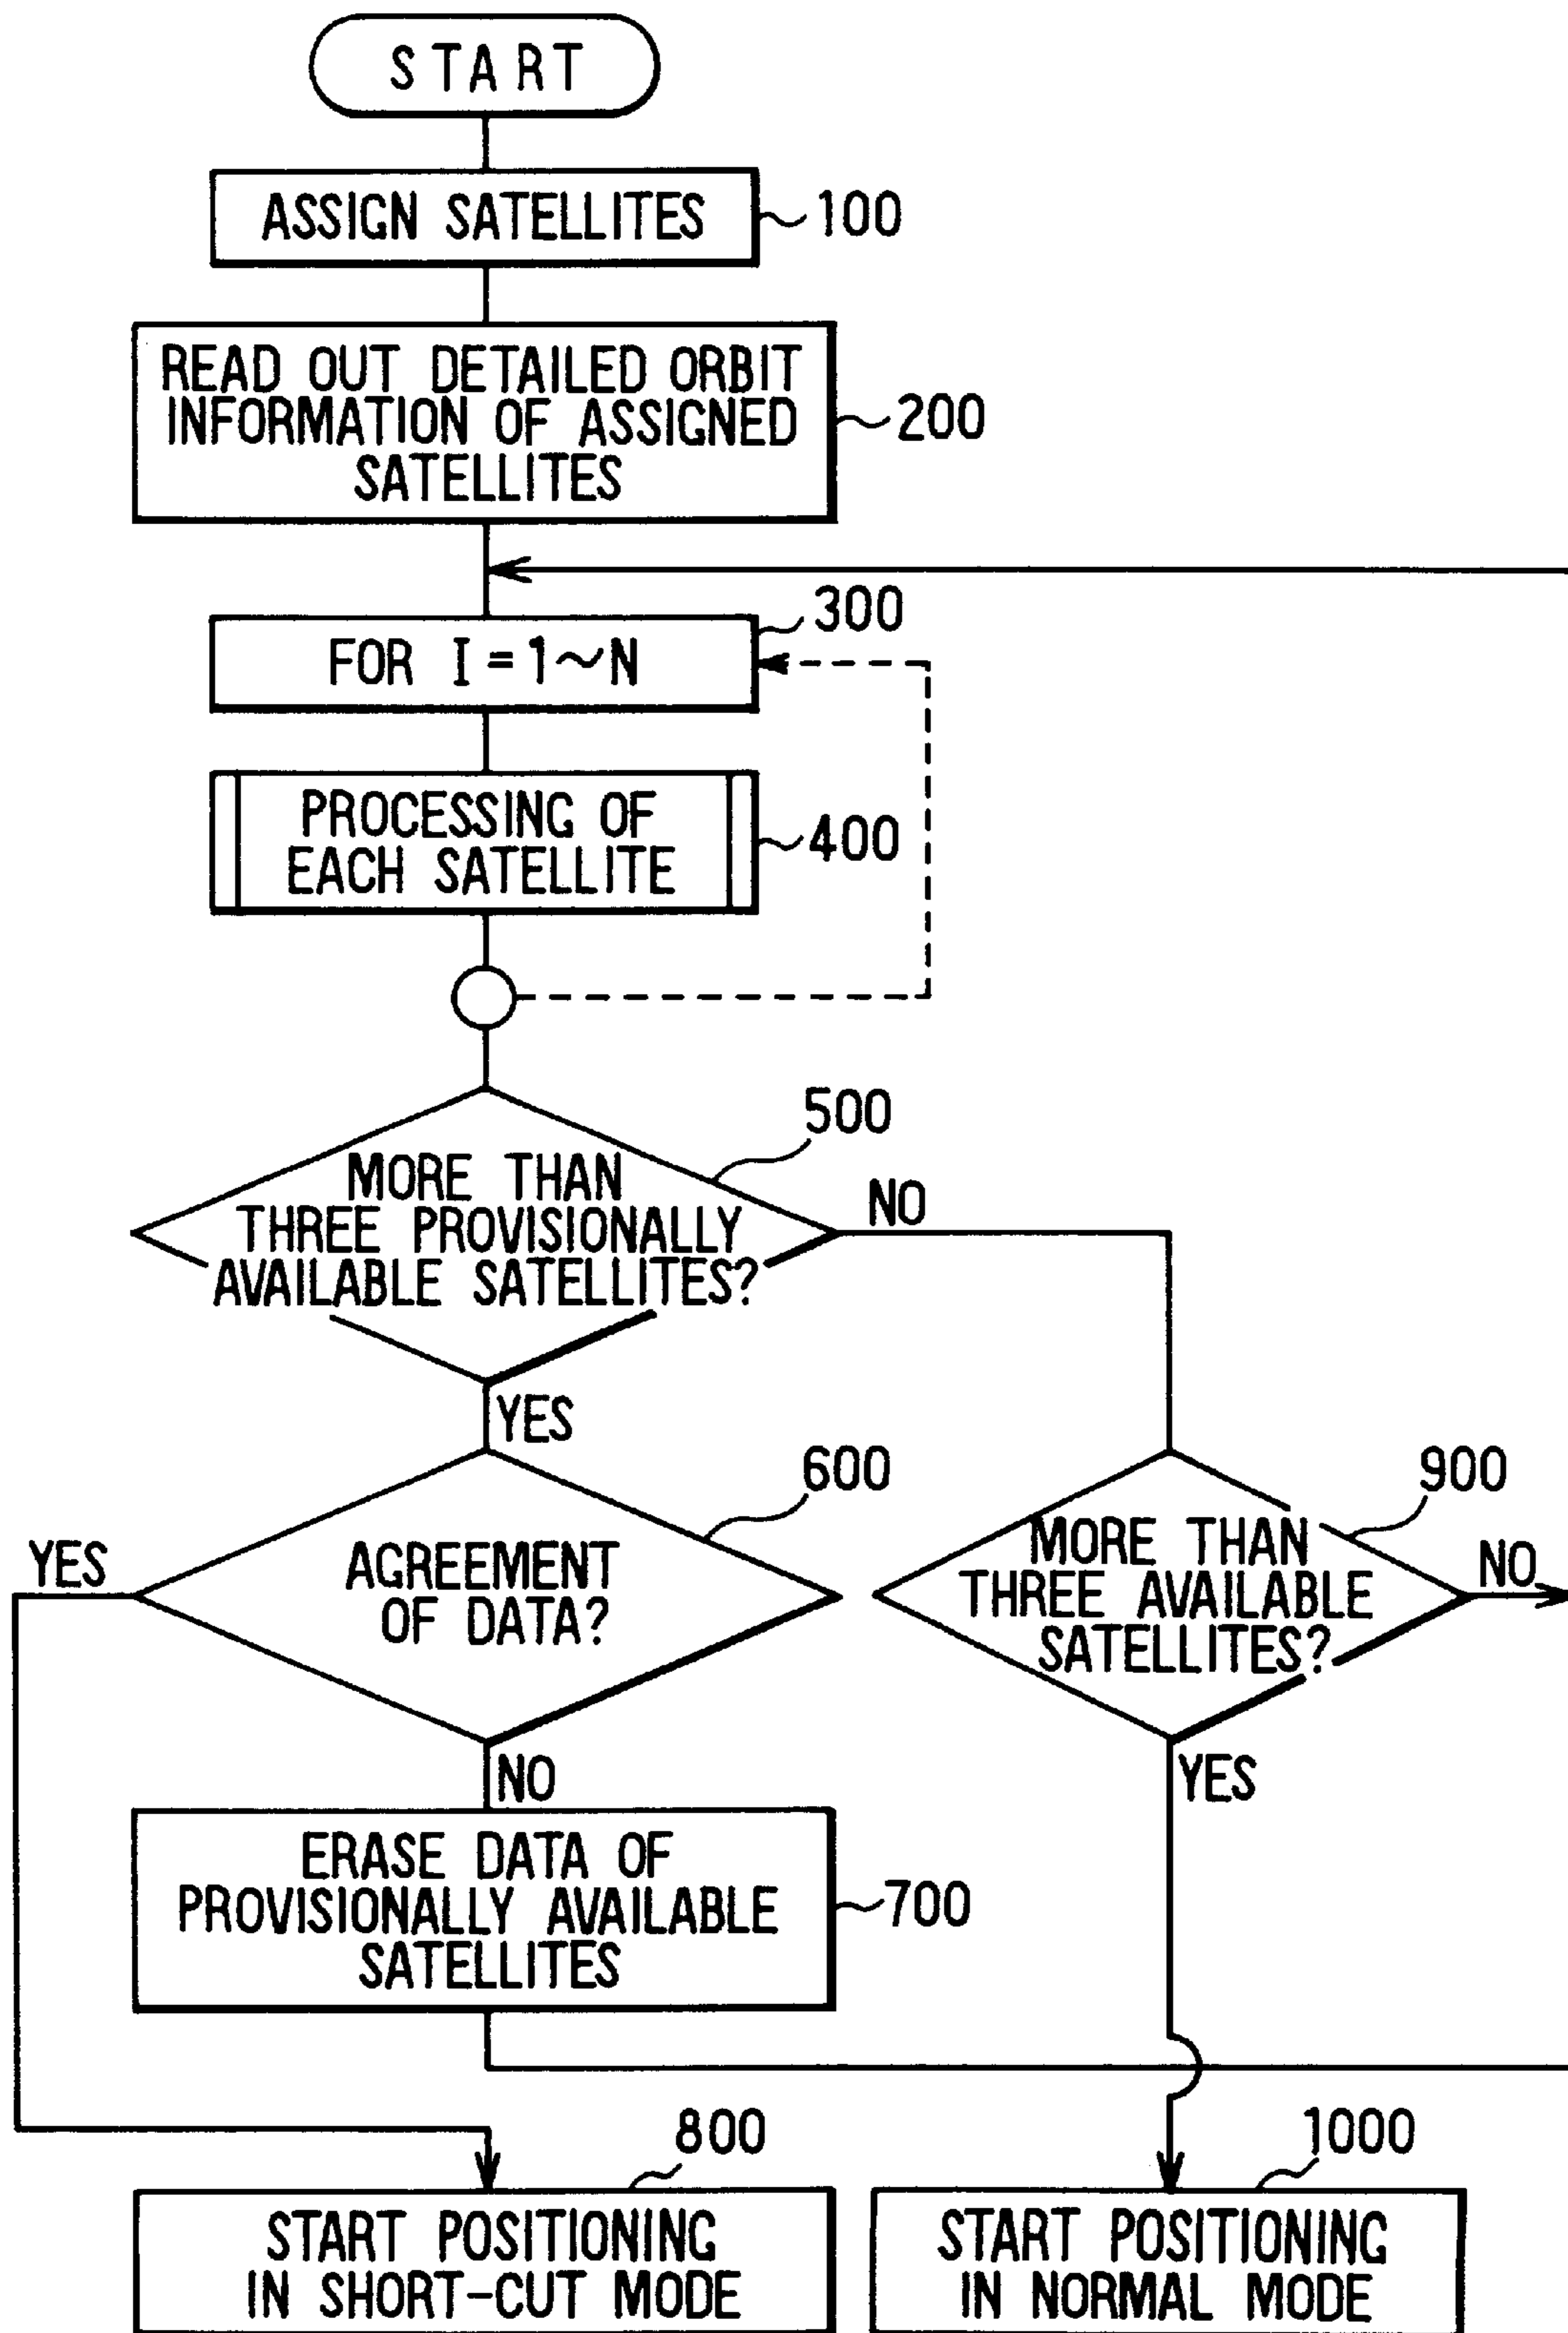 START
ASSIGN SATELLITES
100
READ OUT DETAILED ORBIT
INFORMATION OF ASSIGNED
SATELLITES
200
300
FOR I=1~N
PROCESSING OF
EACH SATELLITE
400
500
MORE THAN
THREE PROVISIONALLY
AVAILABLE SATELLITES?
NO
YES
600
900
YES
AGREEMENT
OF DATA?
MORE THAN
THREE AVAILABLE
SATELLITES?
NO
NO
YES
ERASE DATA OF
PROVISIONALLY AVAILABLE
SATELLITES
700
800
1000
START POSITIONING
IN SHORT-CUT MODE
START POSITIONING
IN NORMAL MODE